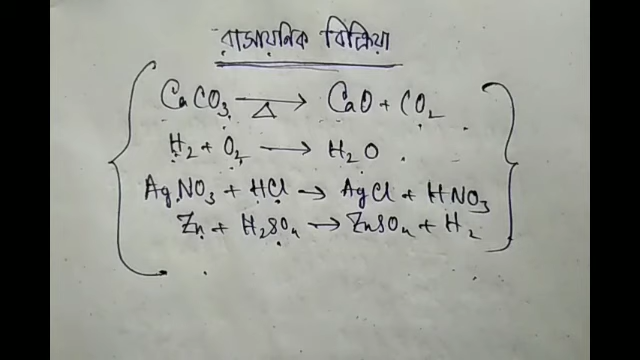 রাসায়নিক বিক্রিয়া
CaCO₃ →Δ CaO + CO₂
H₂ + O₂ → H₂O
AgNO₃ + HCl → AgCl + HNO₃
Zn + H₂SO₄ → ZnSO₄ + H₂